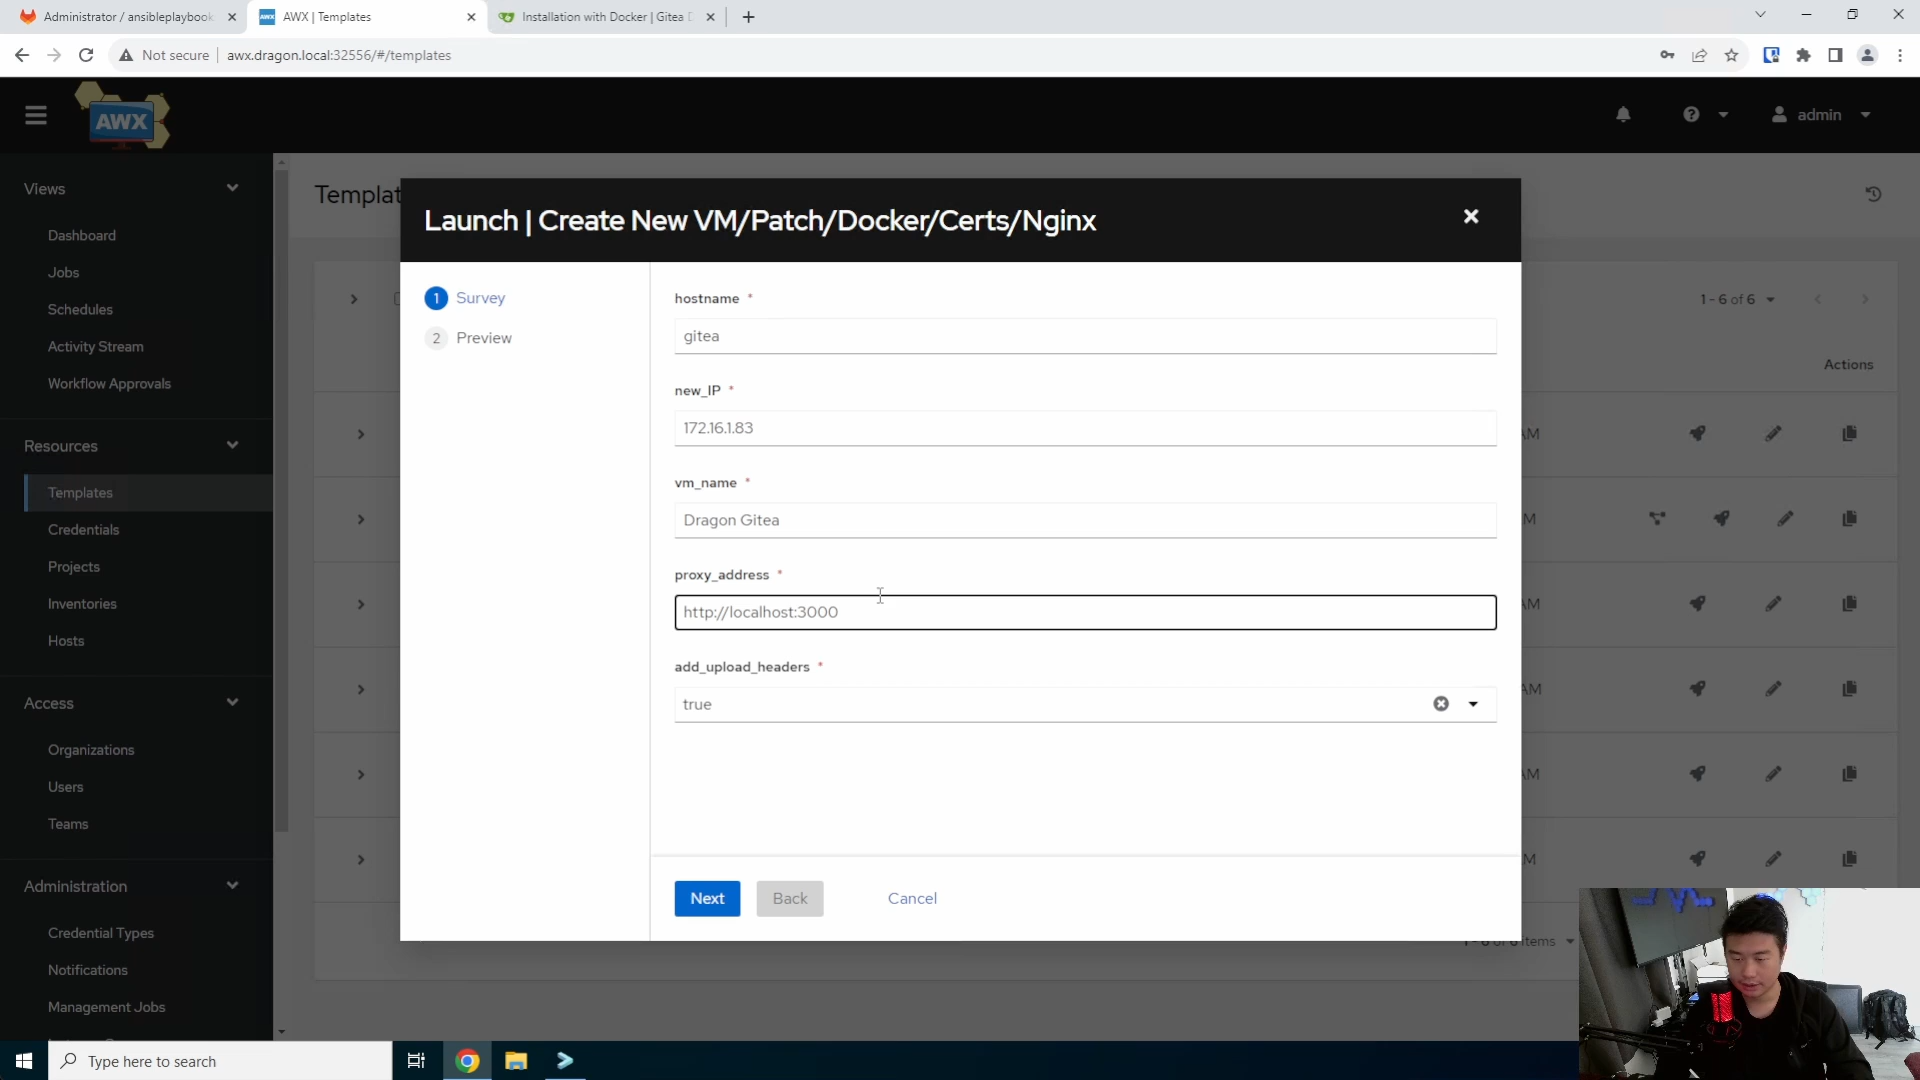 Administrator / ansibleplaybook
AWX | Templates
Installation with Docker | Gitea
Not secure
awx.dragon.local:32556/#/templates
AWX
admin
Views
Dashboard
Jobs
Schedules
Activity Stream
Workflow Approvals
Resources
Templates
Credentials
Projects
Inventories
Hosts
Access
Organizations
Users
Teams
Administration
Credential Types
Notifications
Management Jobs
Templat
1 - 6 of 6
Actions
AM
M
AM
AM
AM
M
items
Launch | Create New VM/Patch/Docker/Certs/Nginx
1 Survey
2 Preview
hostname *
gitea
new_IP *
172.16.1.83
vm_name *
Dragon Gitea
proxy_address *
http://localhost:3000
add_upload_headers *
true
Next
Back
Cancel
Type here to search